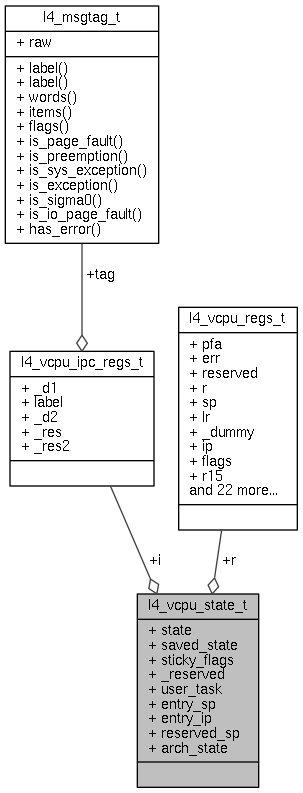 l4_msgtag_t
+ raw
+ label()
+ label()
+ words()
+ items()
+ flags()
+ is_page_fault()
+ is_preemption()
+ is_sys_exception()
+ is_exception()
+ is_sigma0()
+ is_io_page_fault()
+ has_error()
+tag
l4_vcpu_ipc_regs_t
+ _d1
+ label
+ _d2
+ _res
+ _res2
l4_vcpu_regs_t
+ pfa
+ err
+ reserved
+ r
+ sp
+ lr
+ _dummy
+ ip
+ flags
+ r15
and 22 more...
+i
+r
l4_vcpu_state_t
+ state
+ saved_state
+ sticky_flags
+ _reserved
+ user_task
+ entry_sp
+ entry_ip
+ reserved_sp
+ arch_state